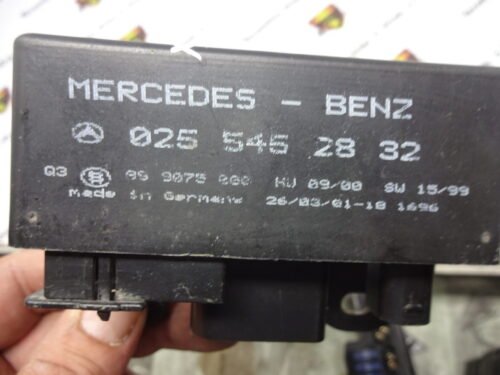 MERCEDES - BENZ
025 545 28 32
Q3 99 9075 000 HW 09/00 SW 15/99
made in Germany 26/03/01-18 1696